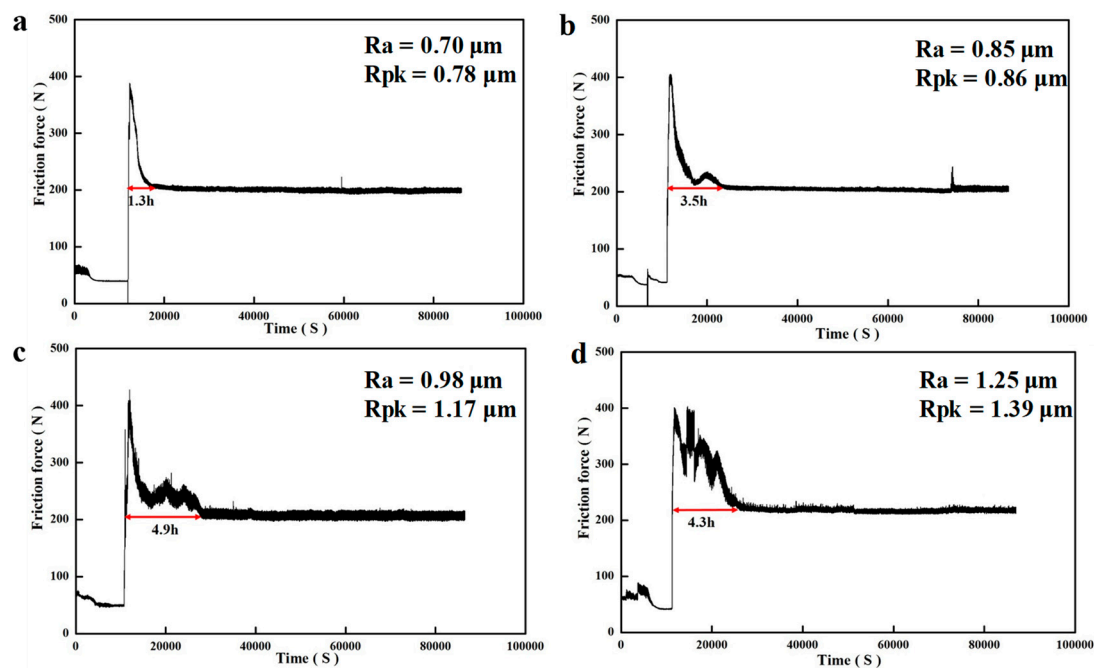 a
Ra = 0.70 μm
Rpk = 0.78 μm
1.3h
Friction force ( N )
500
400
300
200
100
0
0 20000 40000 60000 80000 100000
Time ( S )
b
Ra = 0.85 μm
Rpk = 0.86 μm
3.5h
Friction force ( N )
500
400
300
200
100
0
0 20000 40000 60000 80000 100000
Time ( S )
c
Ra = 0.98 μm
Rpk = 1.17 μm
4.9h
Friction force ( N )
500
400
300
200
100
0
0 20000 40000 60000 80000 100000
Time ( S )
d
Ra = 1.25 μm
Rpk = 1.39 μm
4.3h
Friction force ( N )
500
400
300
200
100
0
0 20000 40000 60000 80000 100000
Time ( S )